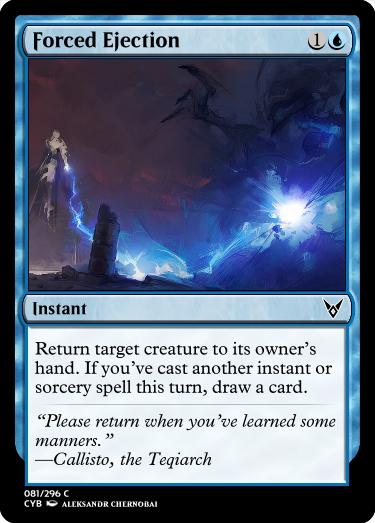 Forced Ejection 1
Instant
Return target creature to its owner's
hand. If you've cast another instant or
sorcery spell this turn, draw a card.
“Please return when you've learned some
manners.”
—Callisto, the Teqiarch
081/296 C
CYB ALEKSANDR CHERNOBAI